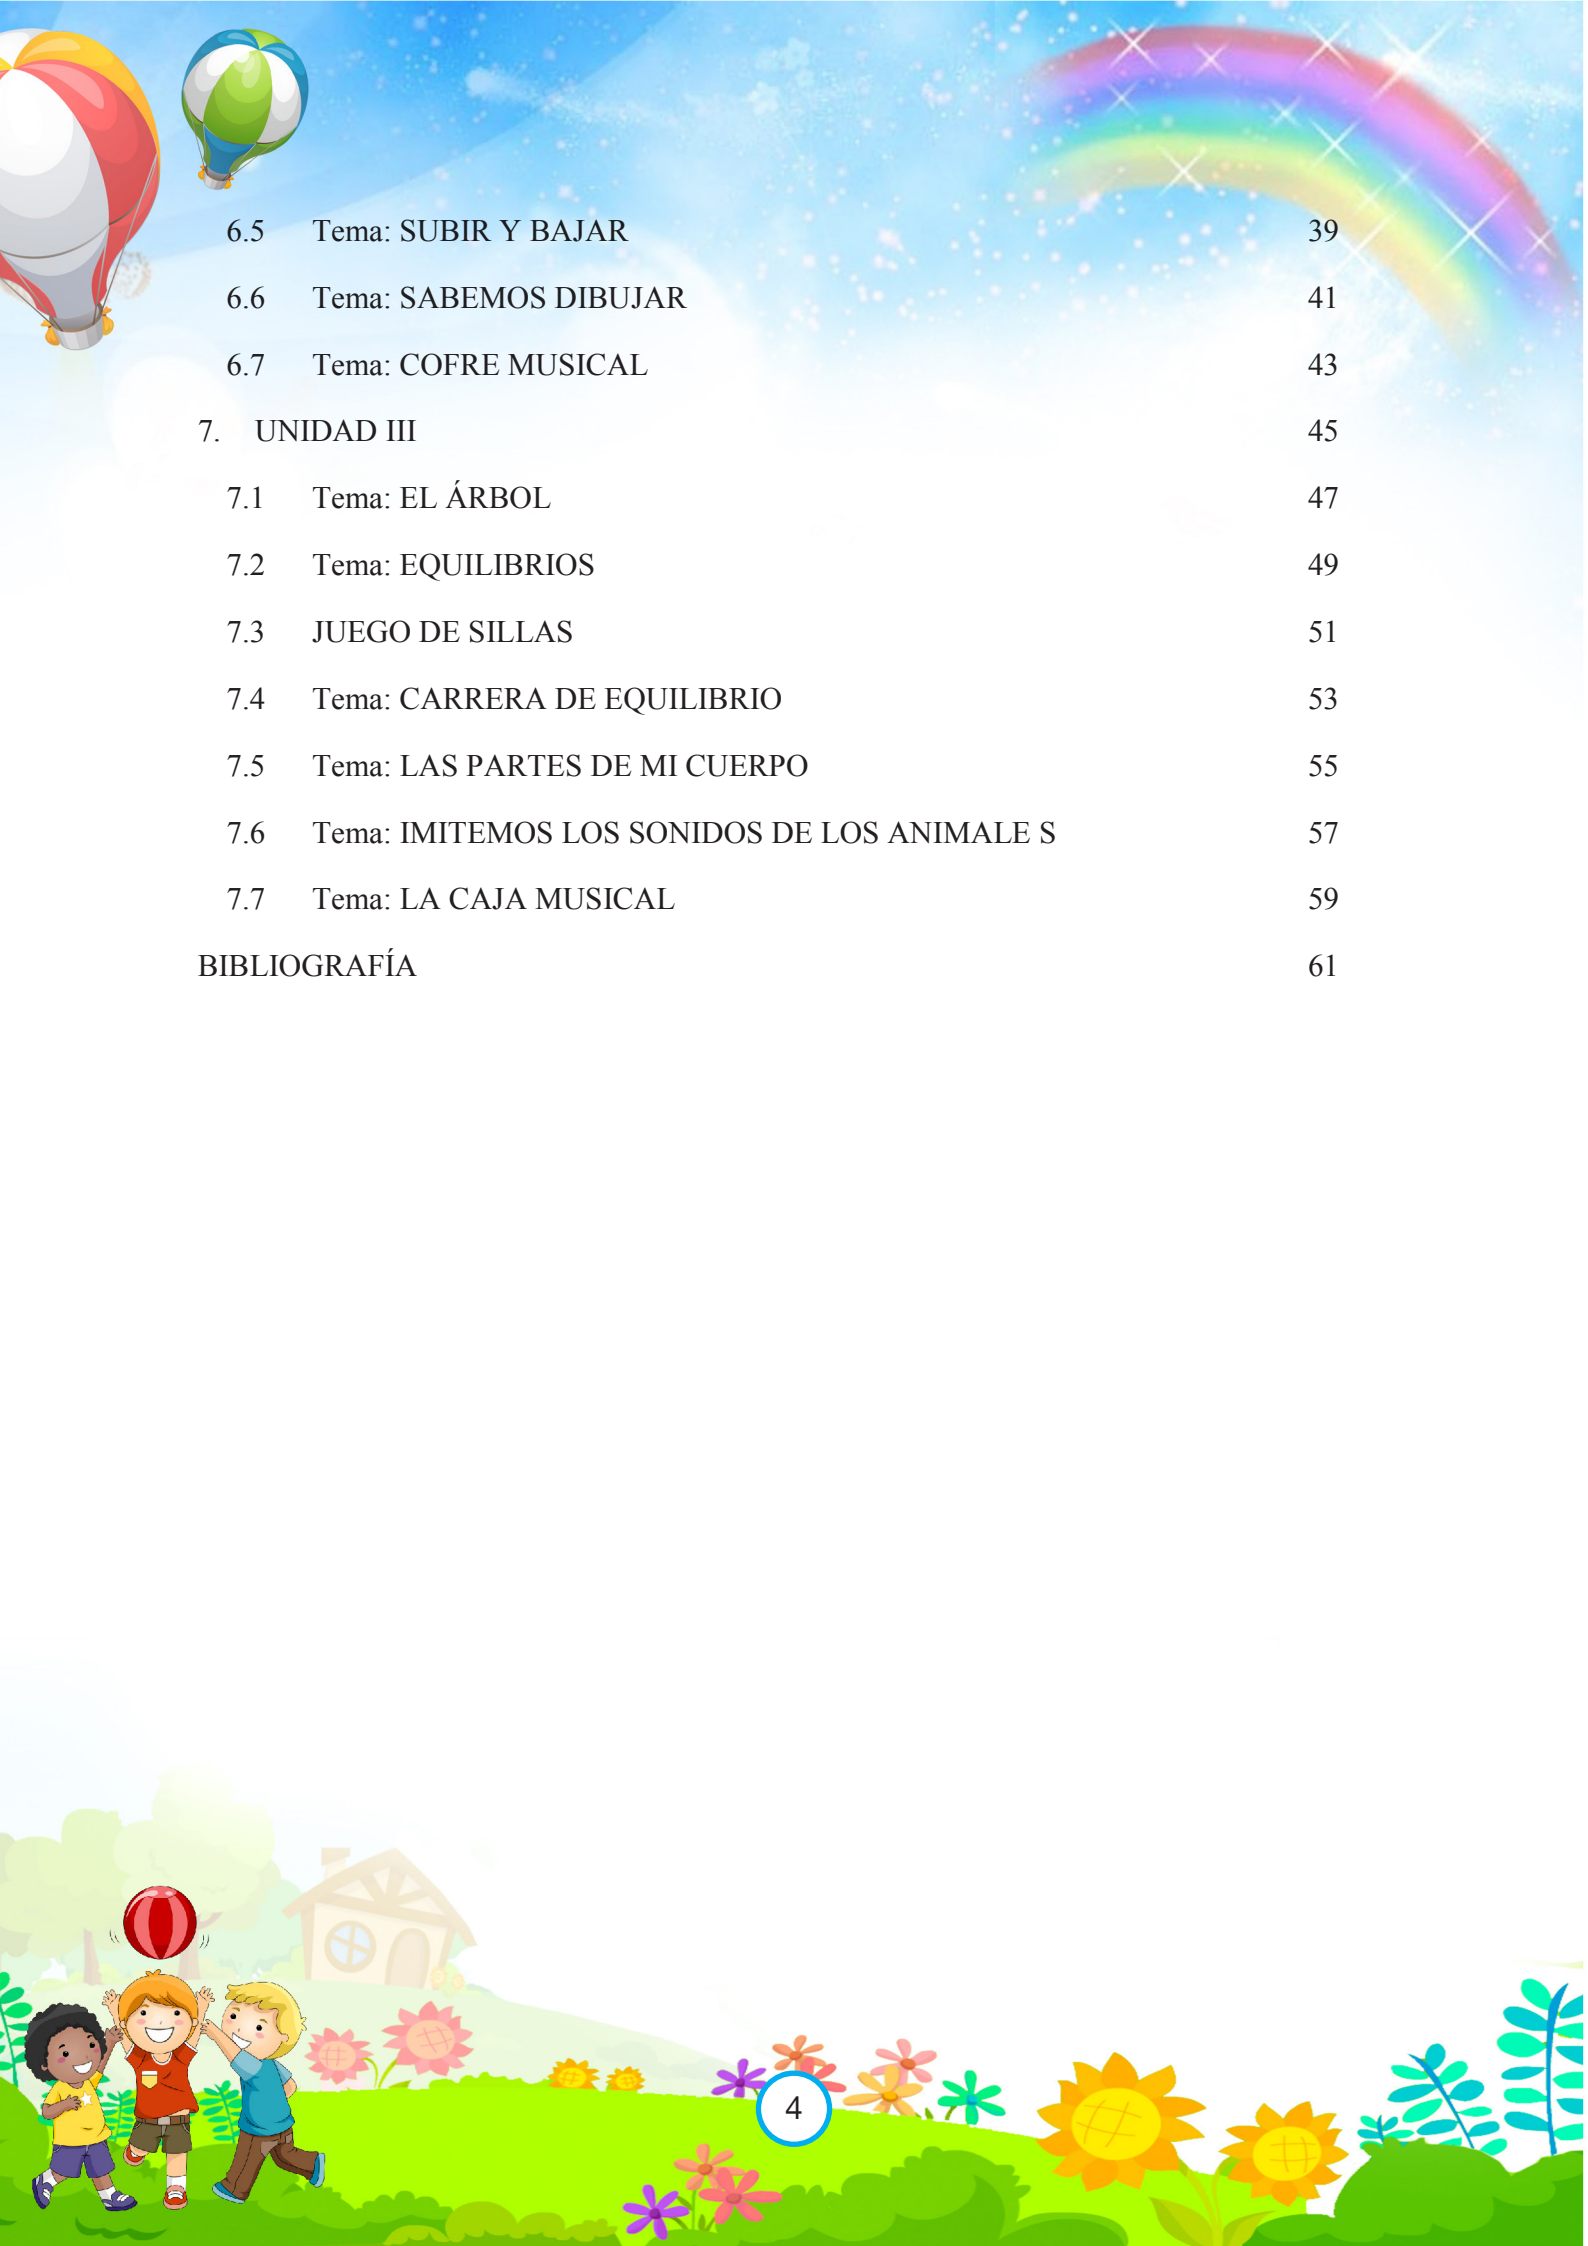 6.5 Tema: SUBIR Y BAJAR 39
6.6 Tema: SABEMOS DIBUJAR 41
6.7 Tema: COFRE MUSICAL 43
7. UNIDAD III 45
7.1 Tema: EL ÁRBOL 47
7.2 Tema: EQUILIBRIOS 49
7.3 JUEGO DE SILLAS 51
7.4 Tema: CARRERA DE EQUILIBRIO 53
7.5 Tema: LAS PARTES DE MI CUERPO 55
7.6 Tema: IMITEMOS LOS SONIDOS DE LOS ANIMALE S 57
7.7 Tema: LA CAJA MUSICAL 59
BIBLIOGRAFÍA 61
4